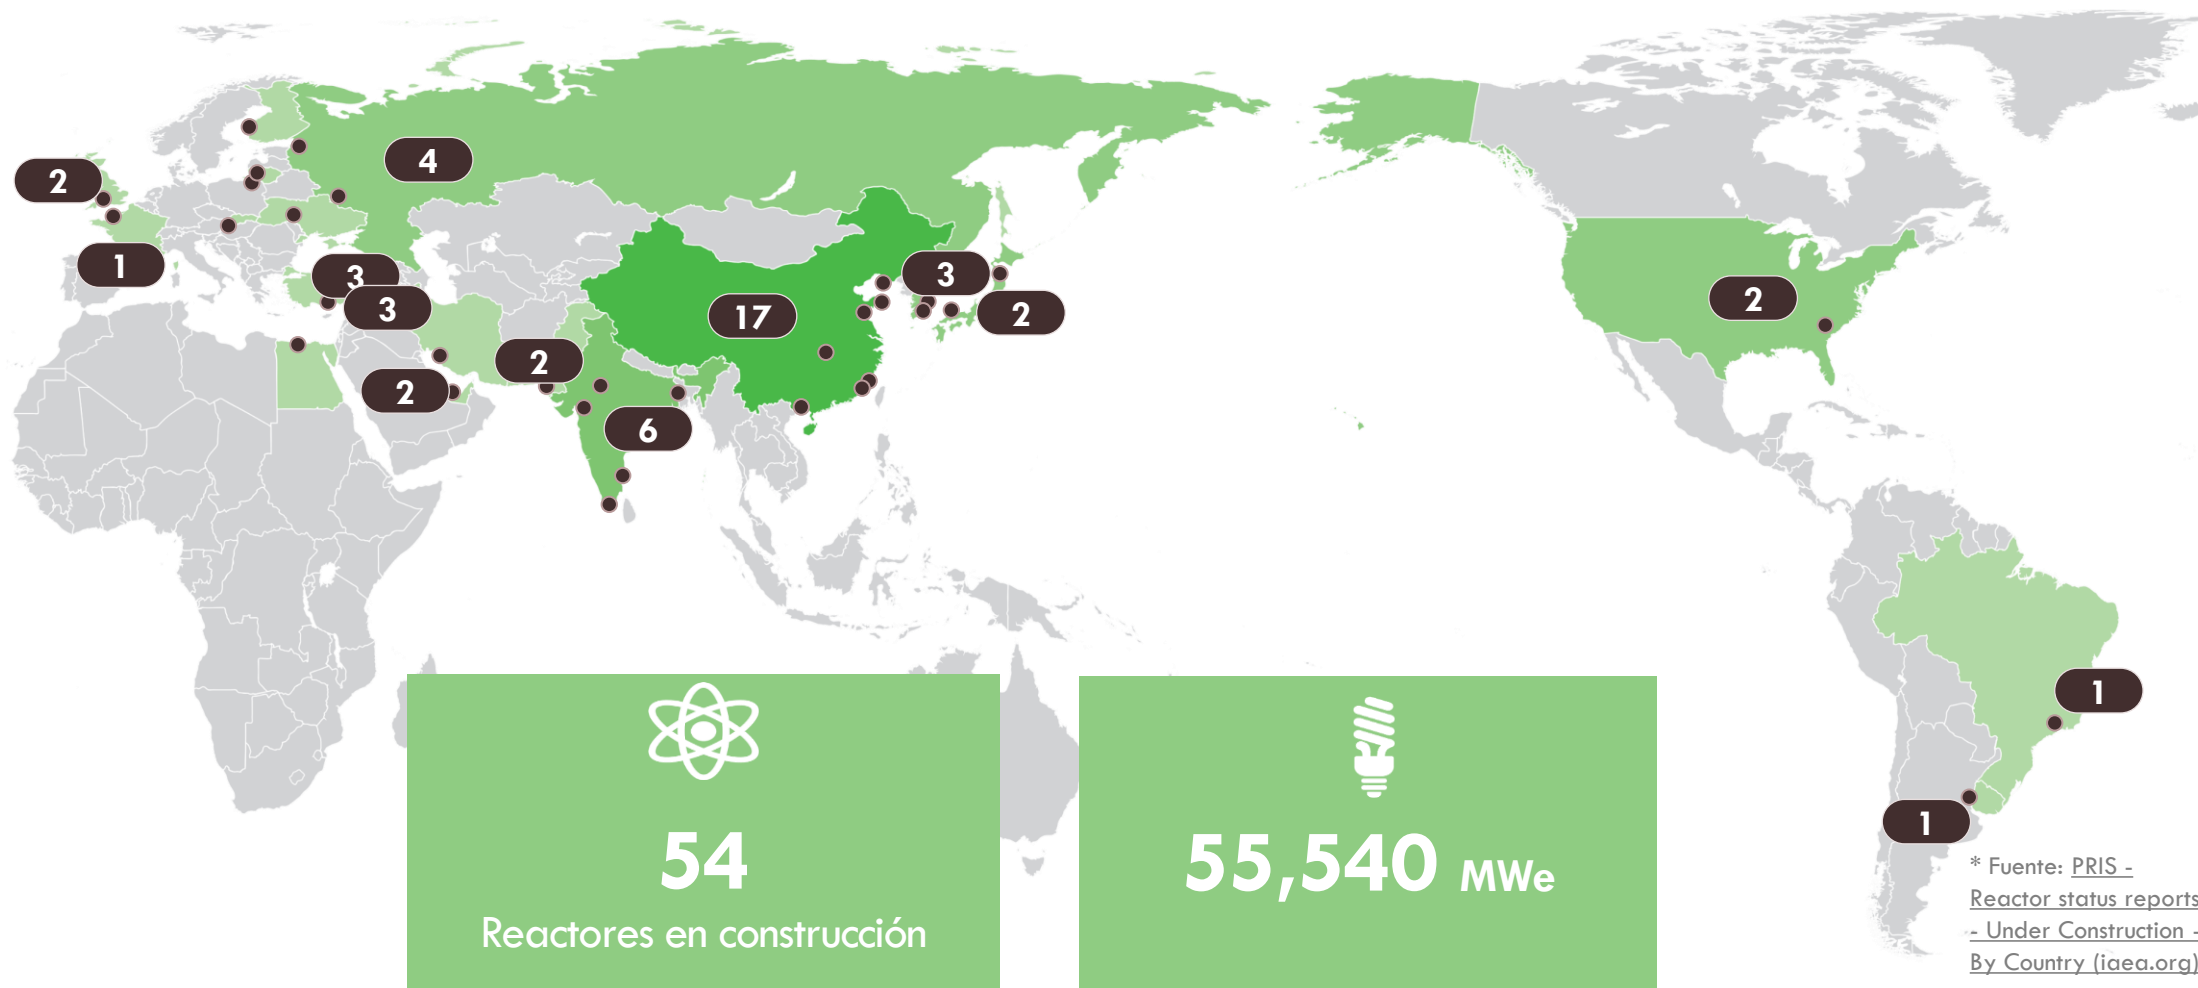 4
2
1
3
3
3
2
17
2
2
2
6
1
1
54
Reactores en construcción
55,540 MWe
* Fuente: PRIS -
Reactor status reports
- Under Construction -
By Country (iaea.org)